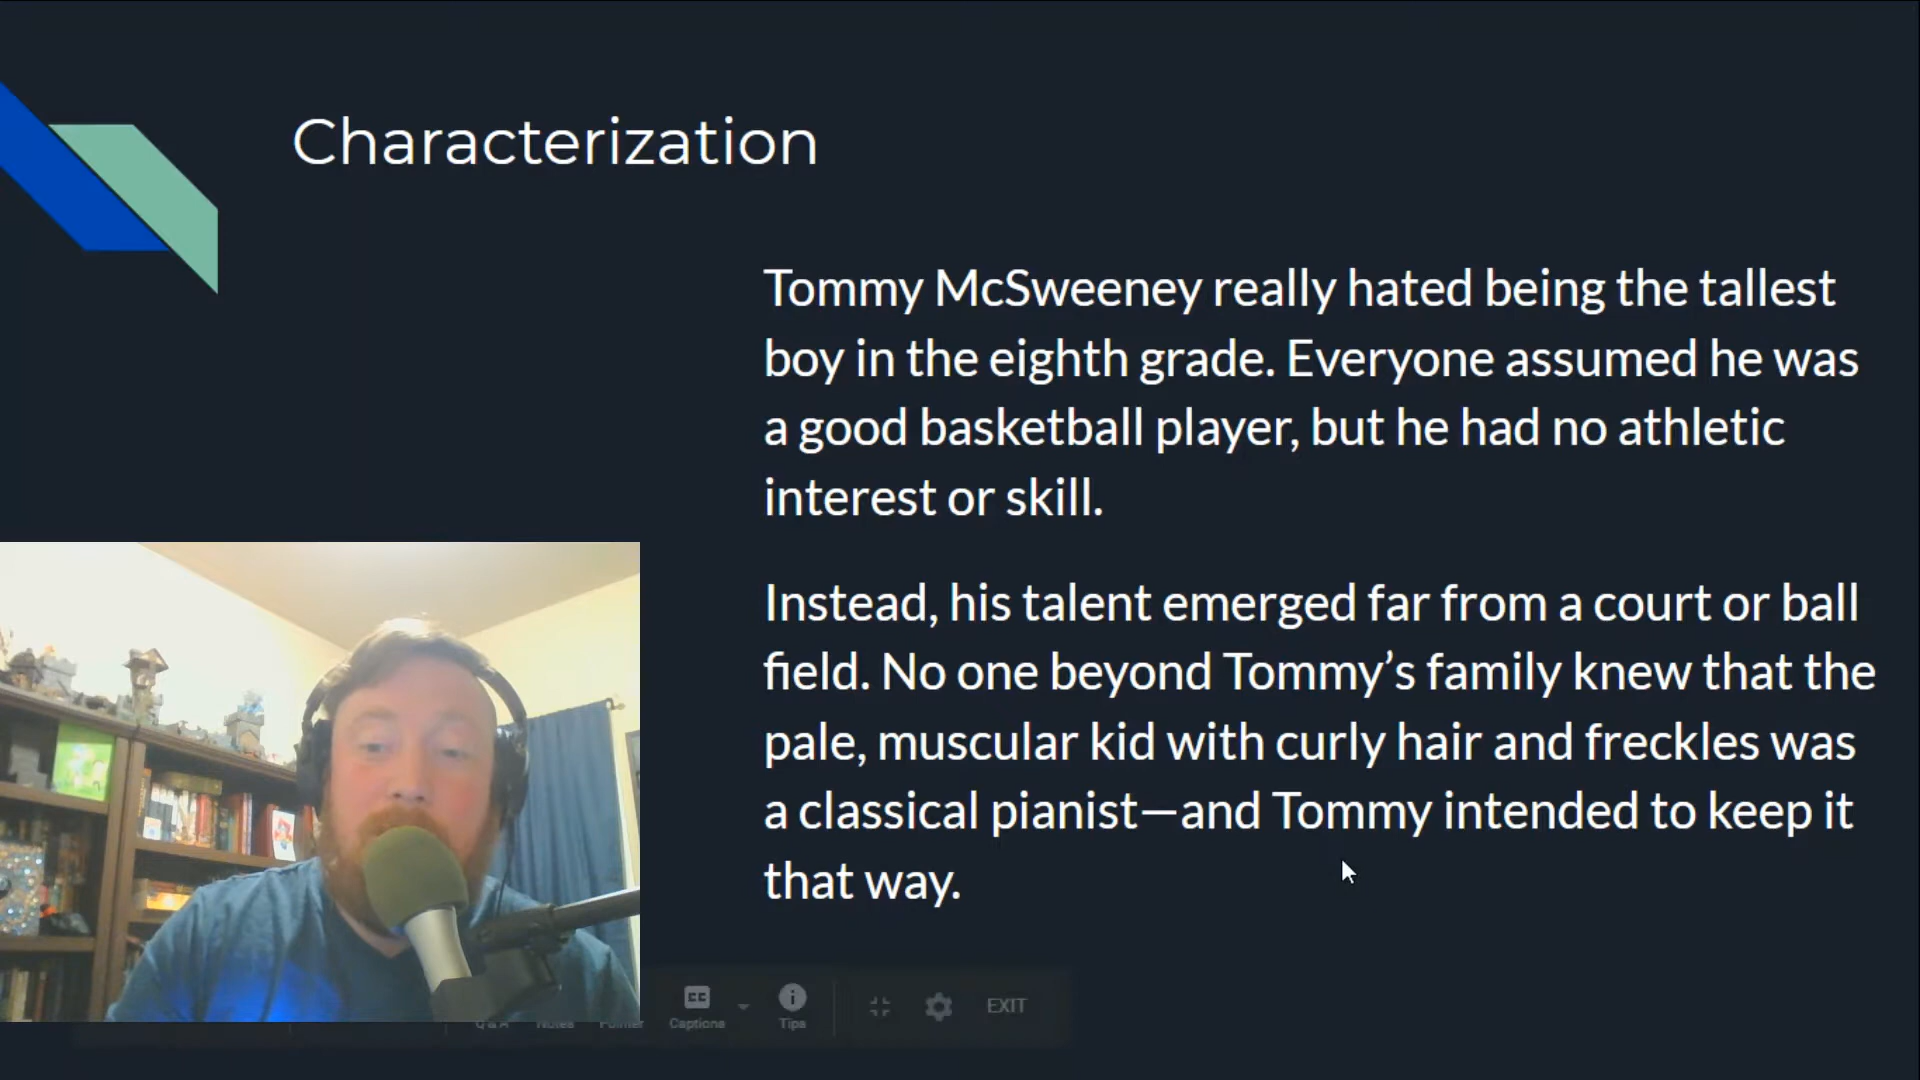 Characterization
Tommy McSweeney really hated being the tallest
boy in the eighth grade. Everyone assumed he was
a good basketball player, but he had no athletic
interest or skill.
Instead, his talent emerged far from a court or ball
field. No one beyond Tommy’s family knew that the
pale, muscular kid with curly hair and freckles was
a classical pianist—and Tommy intended to keep it
that way.
CC
EXIT
Q&A Notes Pointer Captions Tips